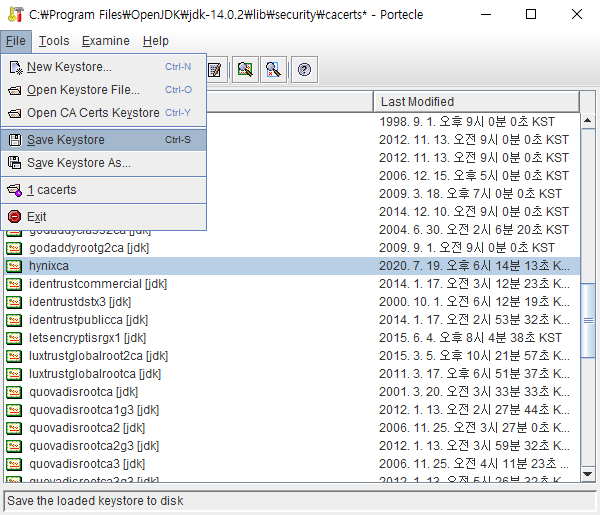 C:₩Program Files₩OpenJDK₩jdk-14.0.2₩lib₩security₩cacerts* - Portecle
File Tools Examine Help
New Keystore... Ctrl-N
Open Keystore File... Ctrl-O
Open CA Certs Keystore Ctrl-Y
Save Keystore Ctrl-S
Save Keystore As...
1 cacerts
Exit
Last Modified
1998. 9. 1. 오후 9시 0분 0초 KST
2012. 11. 13. 오전 9시 0분 0초 KST
2012. 11. 13. 오전 9시 0분 0초 KST
2006. 12. 15. 오후 5시 0분 0초 KST
2009. 3. 18. 오후 7시 0분 0초 KST
2014. 12. 10. 오전 9시 0분 0초 KST
godaddyclass2ca [jdk] 2004. 6. 30. 오전 2시 6분 20초 KST
godaddyrootg2ca [jdk] 2009. 9. 1. 오전 9시 0분 0초 KST
hynixca 2020. 7. 19. 오후 6시 14분 13초 K...
identrustcommercial [jdk] 2014. 1. 17. 오전 3시 12분 23초 K...
identrustdstx3 [jdk] 2000. 10. 1. 오전 6시 12분 19초 K...
identrustpublicca [jdk] 2014. 1. 17. 오전 2시 53분 32초 K...
letsencryptisrgx1 [jdk] 2015. 6. 4. 오후 8시 4분 38초 KST
luxtrustglobalroot2ca [jdk] 2015. 3. 5. 오후 10시 21분 57초 K...
luxtrustglobalrootca [jdk] 2011. 3. 17. 오후 6시 51분 37초 K...
quovadisrootca [jdk] 2001. 3. 20. 오전 3시 33분 33초 K...
quovadisrootca1g3 [jdk] 2012. 1. 13. 오전 2시 27분 44초 K...
quovadisrootca2 [jdk] 2006. 11. 25. 오전 3시 27분 0초 K...
quovadisrootca2g3 [jdk] 2012. 1. 13. 오전 3시 59분 32초 K...
quovadisrootca3 [jdk] 2006. 11. 25. 오전 4시 11분 23초 ...
quovadisrootca3g3 [jdk] 2012. 1. 13. 오전 5시 26분 32초 K...
Save the loaded keystore to disk